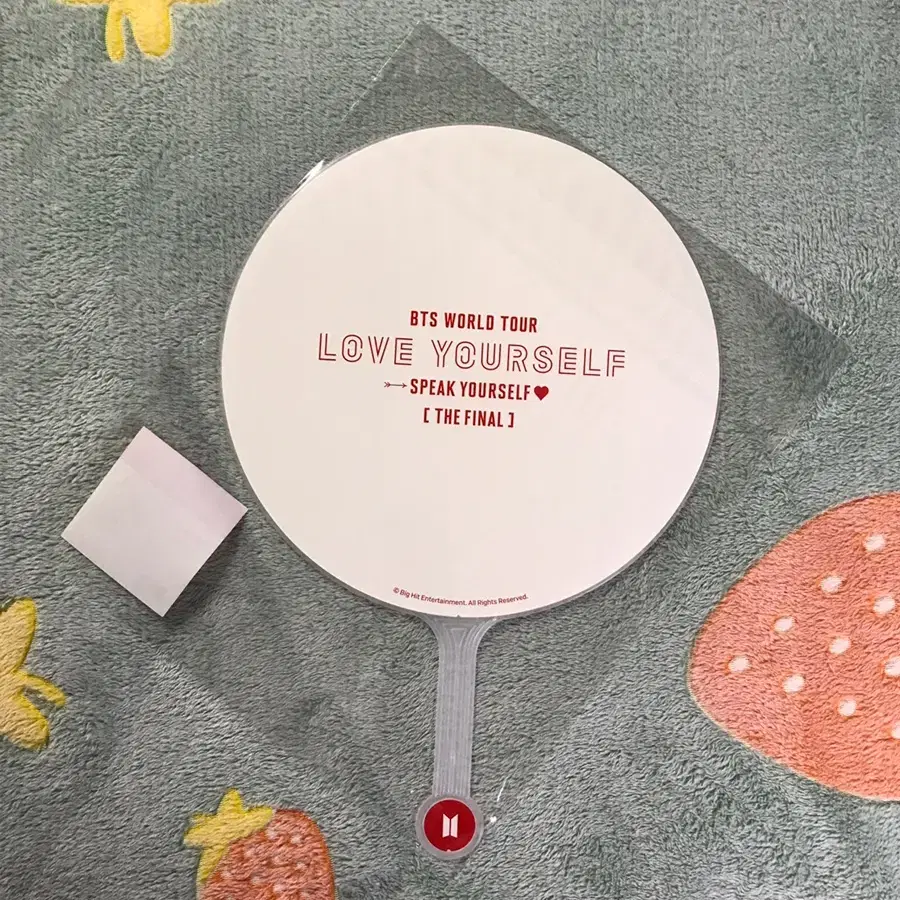 BTS WORLD TOUR
LOVE YOURSELF
SPEAK YOURSELF
[ THE FINAL ]
© Big Hit Entertainment. All Rights Reserved.